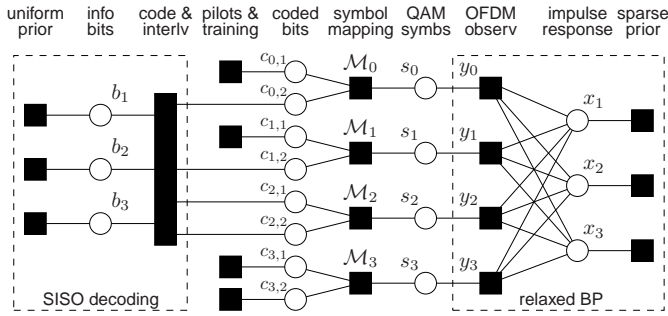 uniform prior
info bits
code & interlv
pilots & training
coded bits
symbol mapping
QAM symbs
OFDM observ
impulse response
sparse prior
b₁
b₂
b₃
c₀,₁
c₀,₂
c₁,₁
c₁,₂
c₂,₁
c₂,₂
c₃,₁
c₃,₂
M₀
M₁
M₂
M₃
s₀
s₁
s₂
s₃
y₀
y₁
y₂
y₃
x₁
x₂
x₃
SISO decoding
relaxed BP